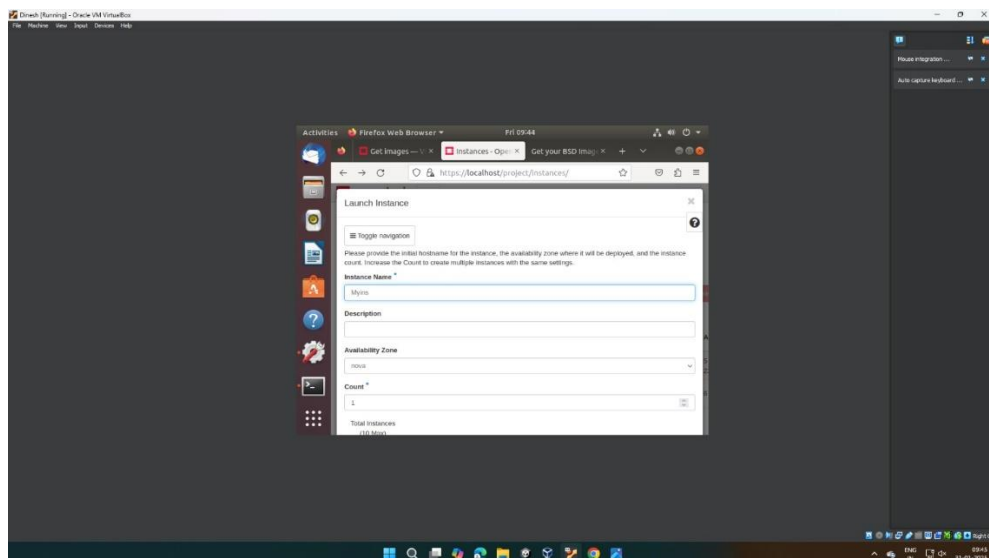 Dinesh [Running] - Oracle VM VirtualBox
File Machine View Input Devices Help
Mouse integration ...
Auto capture keyboard ...
Activities Firefox Web Browser Fri 09:44
Get images — Instances - Ope Get your BSD imag
https://localhost/project/instances/
Launch Instance
Toggle navigation
Please provide the initial hostname for the instance, the availability zone where it will be deployed, and the instance
count. Increase the Count to create multiple instances with the same settings.
Instance Name *
Description
Availability Zone
nova
Count *
1
Total Instances
(10 Max)
Right
ENG
09:45